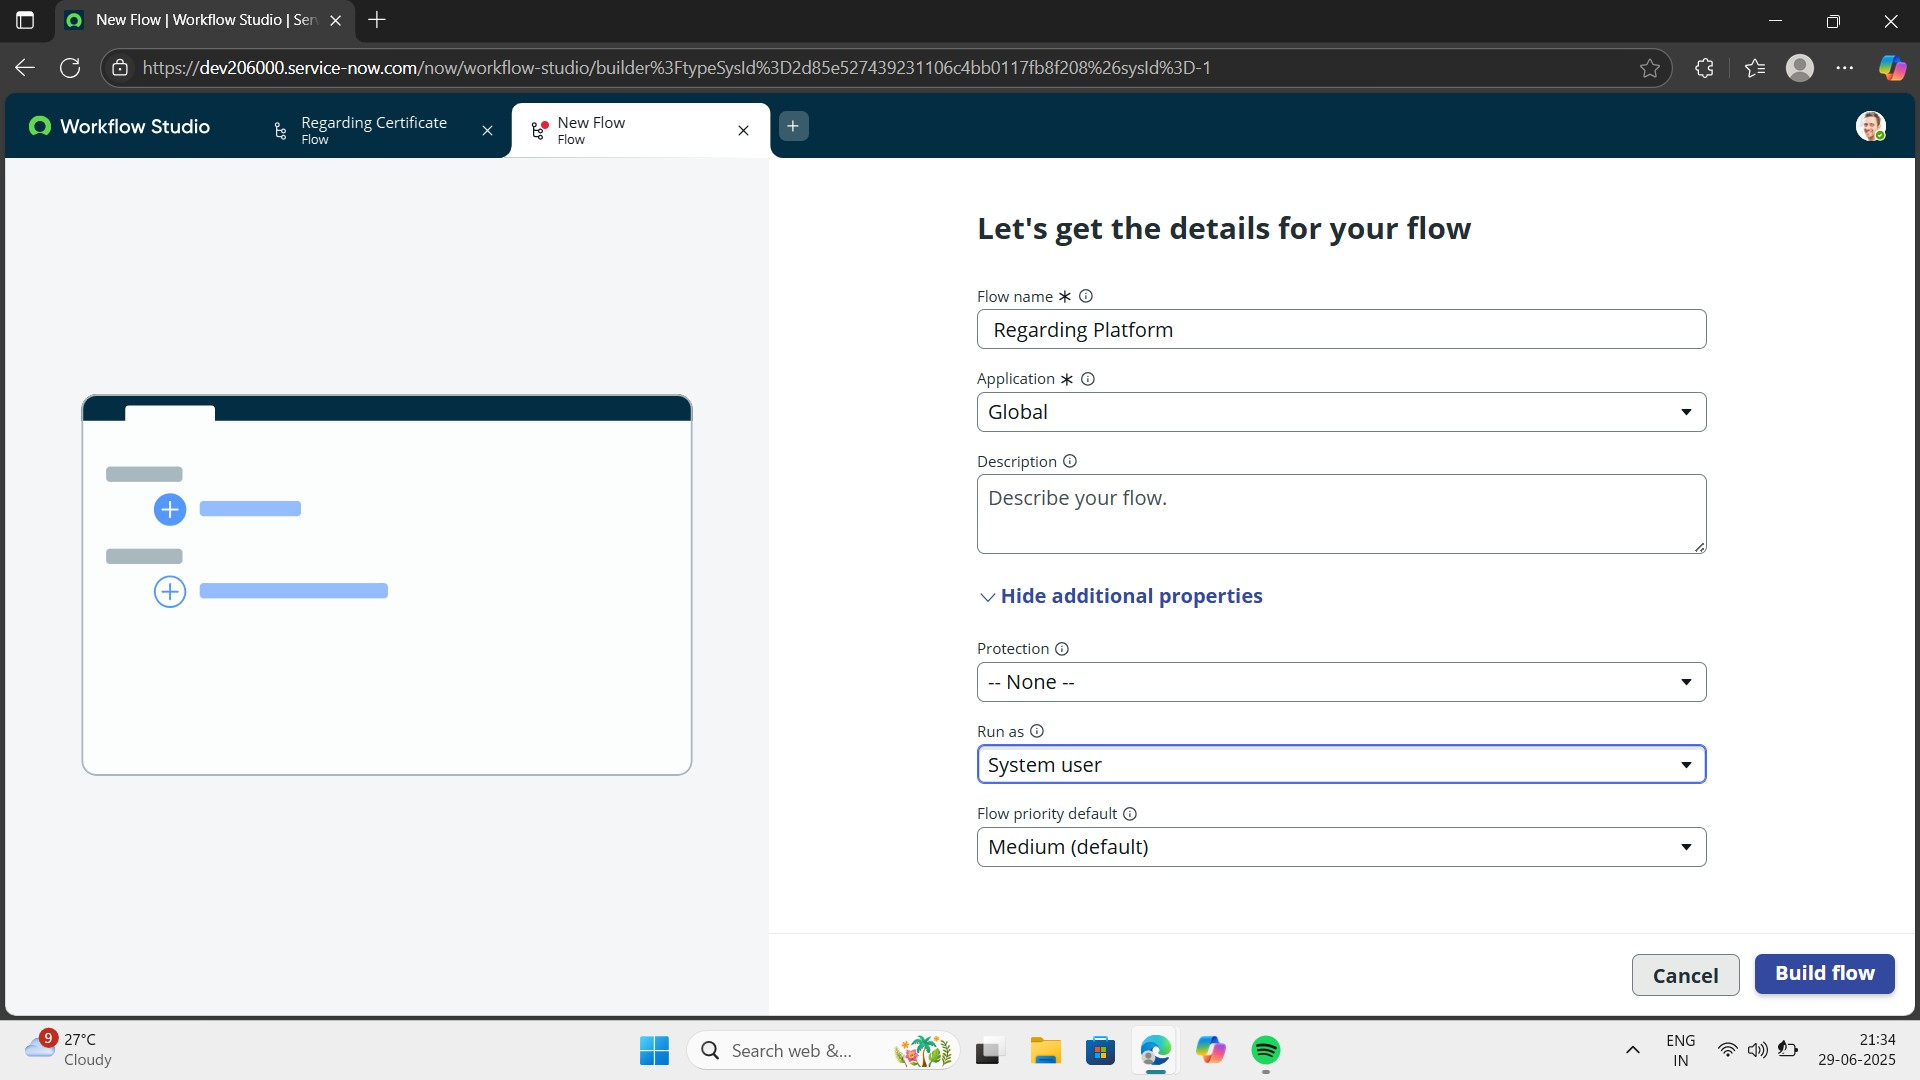 New Flow | Workflow Studio | Ser
https://dev206000.service-now.com/now/workflow-studio/builder%3FtypeSysId%3D2d85e527439231106c4bb0117fb8f208%26sysId%3D-1
Workflow Studio
Regarding Certificate
Flow
New Flow
Flow
Let's get the details for your flow
Flow name *
Regarding Platform
Application *
Global
Description
Describe your flow.
Hide additional properties
Protection
-- None --
Run as
System user
Flow priority default
Medium (default)
Cancel
Build flow
9
27°C
Cloudy
Search web &...
ENG
IN
21:34
29-06-2025